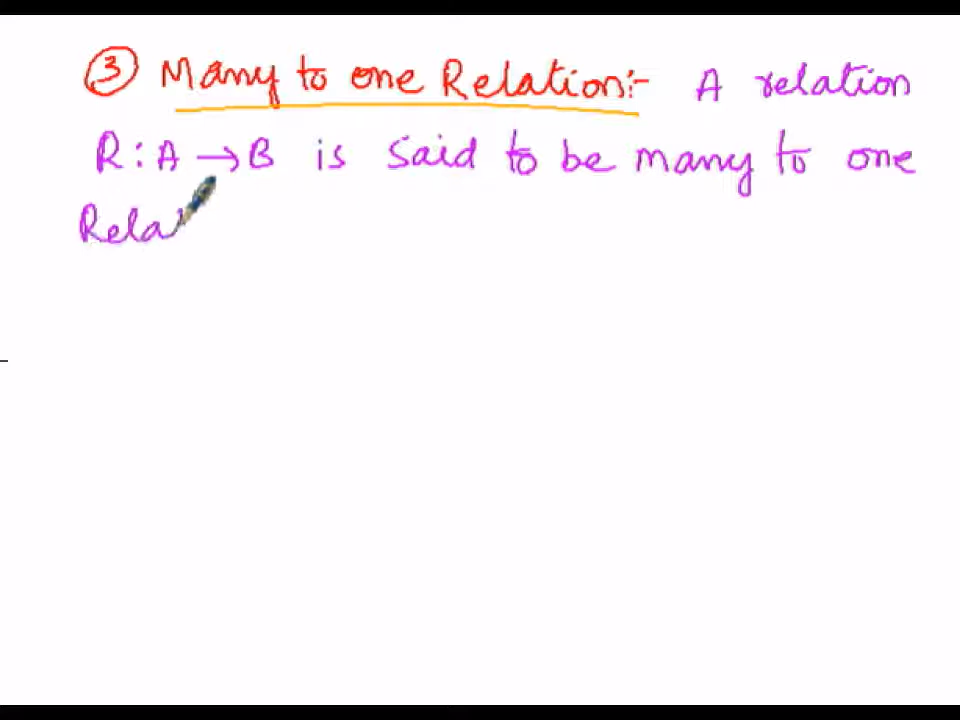 ③ Many to one Relation:- A relation
R : A → B is said to be many to one
Rela